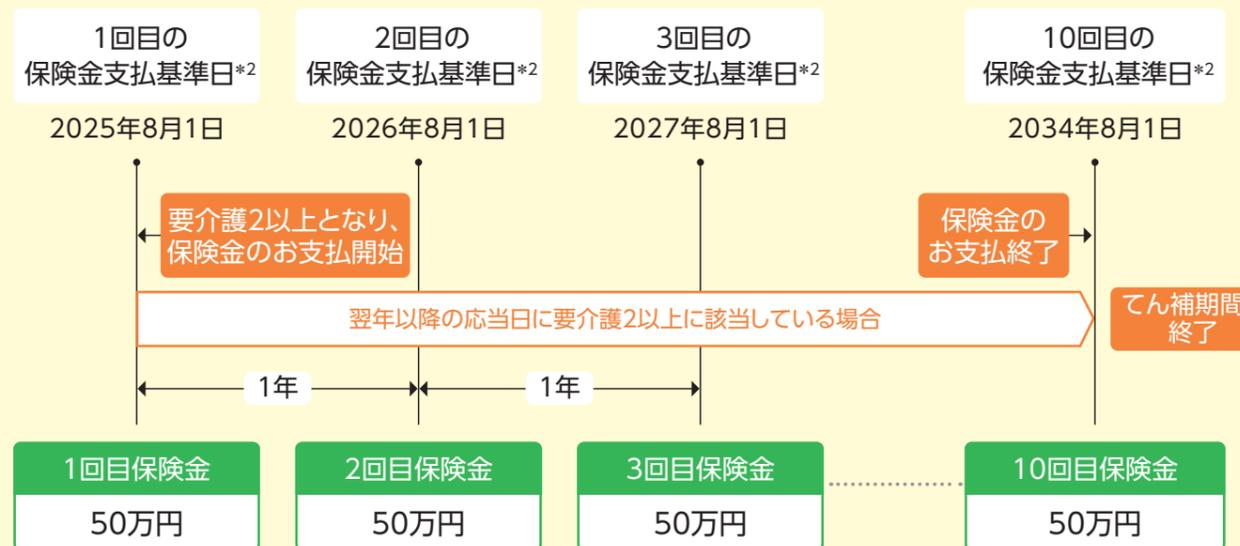 1回目の
保険金支払基準日*2
2回目の
保険金支払基準日*2
3回目の
保険金支払基準日*2
10回目の
保険金支払基準日*2
2025年8月1日
2026年8月1日
2027年8月1日
2034年8月1日
要介護2以上となり、
保険金のお支払開始
保険金の
お支払終了
翌年以降の応当日に要介護2以上に該当している場合
てん補期間
終了
1年
1年
1回目保険金
50万円
2回目保険金
50万円
3回目保険金
50万円
10回目保険金
50万円